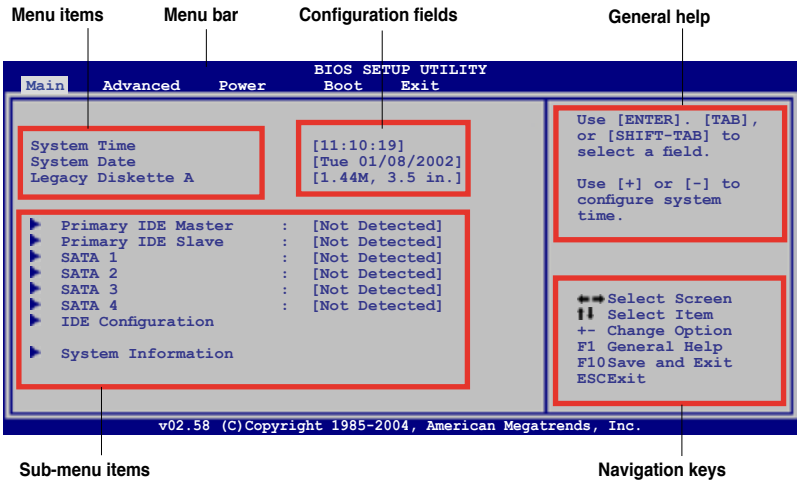 Menu items Menu bar Configuration fields General help
BIOS SETUP UTILITY
Main Advanced Power Boot Exit
System Time [11:10:19]
System Date [Tue 01/08/2002]
Legacy Diskette A [1.44M, 3.5 in.]
Primary IDE Master : [Not Detected]
Primary IDE Slave : [Not Detected]
SATA 1 : [Not Detected]
SATA 2 : [Not Detected]
SATA 3 : [Not Detected]
SATA 4 : [Not Detected]
IDE Configuration
System Information
Use [ENTER]. [TAB],
or [SHIFT-TAB] to
select a field.
Use [+] or [-] to
configure system
time.
Select Screen
Select Item
+- Change Option
F1 General Help
F10Save and Exit
ESCExit
v02.58 (C)Copyright 1985-2004, American Megatrends, Inc.
Sub-menu items Navigation keys